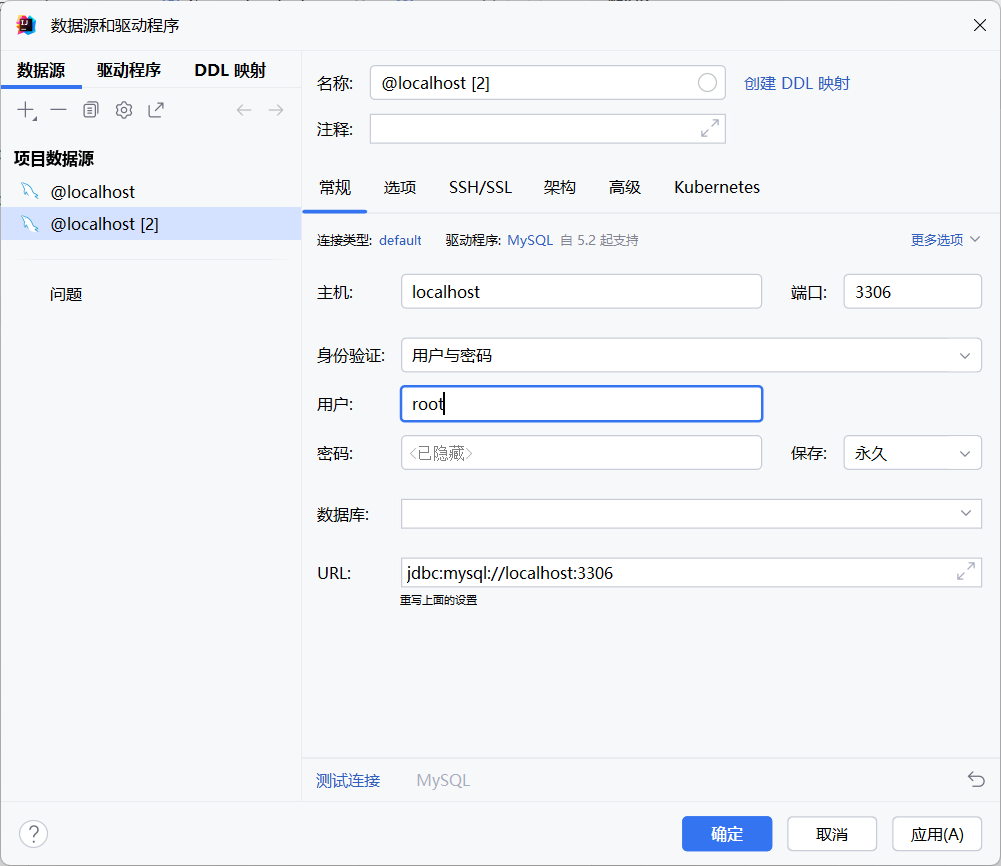 数据源和驱动程序
数据源 驱动程序 DDL 映射
项目数据源
@localhost
@localhost [2]
问题
名称: @localhost [2] 创建 DDL 映射
注释:
常规 选项 SSH/SSL 架构 高级 Kubernetes
连接类型: default 驱动程序: MySQL 自 5.2 起支持 更多选项
主机: localhost 端口: 3306
身份验证: 用户与密码
用户: root
密码: <已隐藏> 保存: 永久
数据库:
URL: jdbc:mysql://localhost:3306
重写上面的设置
测试连接 MySQL
? 确定 取消 应用(A)